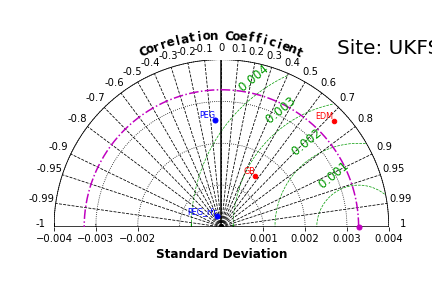 Correlation Coefficient
Site: UKFS
-0.9 -0.8 -0.7 -0.6 -0.5 -0.4 -0.3 -0.2 -0.1 0 0.1 0.2 0.3 0.4 0.5 0.6 0.7 0.8 0.9
-0.95 0.95
-0.99 0.99
-1 1
0.004
0.003
0.002
0.001
PEG
EDM
-0.004 -0.003 -0.002 0.001 0.002 0.003 0.004
Standard Deviation